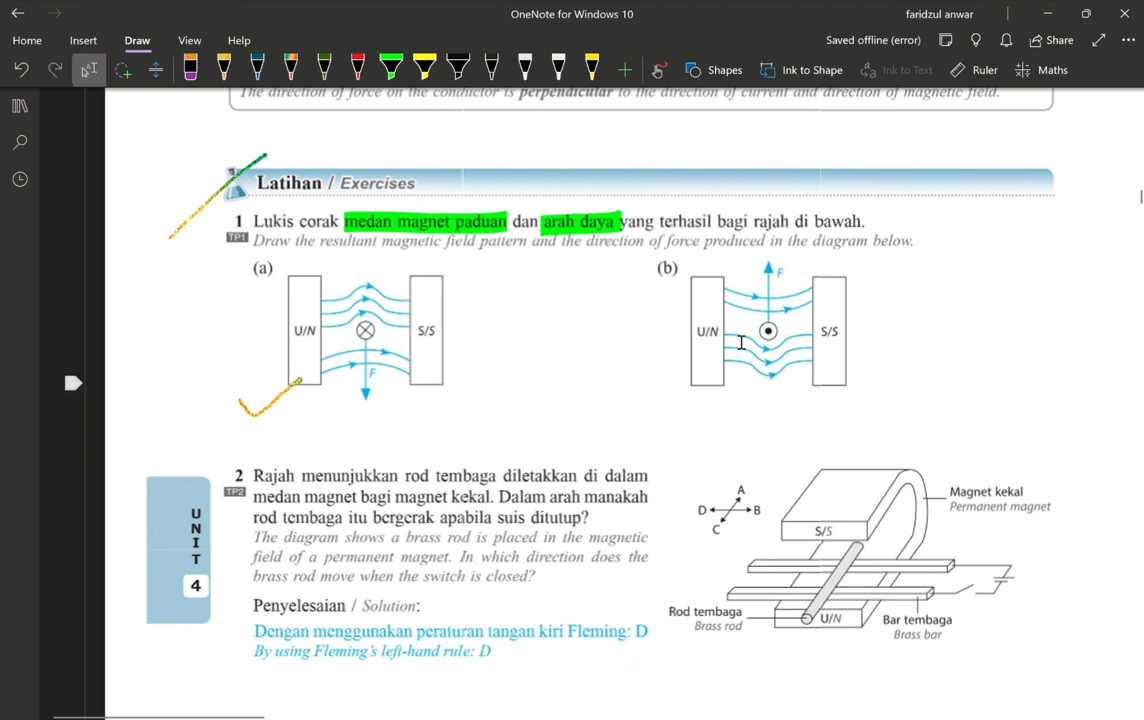 OneNote for Windows 10
faridzul anwar
Home Insert Draw View Help
Saved offline (error)
Share
Shapes
Ink to Shape
Ink to Text
Ruler
Maths
The direction of force on the conductor is perpendicular to the direction of current and direction of magnetic field.
Latihan / Exercises
1 Lukis corak medan magnet paduan dan arah daya yang terhasil bagi rajah di bawah.
TP1 Draw the resultant magnetic field pattern and the direction of force produced in the diagram below.
(a)
U/N
S/S
F
(b)
F
U/N
S/S
2 Rajah menunjukkan rod tembaga diletakkan di dalam
TP2 medan magnet bagi magnet kekal. Dalam arah manakah
rod tembaga itu bergerak apabila suis ditutup?
The diagram shows a brass rod is placed in the magnetic
field of a permanent magnet. In which direction does the
brass rod move when the switch is closed?
Penyelesaian / Solution:
Dengan menggunakan peraturan tangan kiri Fleming: D
By using Fleming's left-hand rule: D
UNIT
4
A
D B
C
S/S
Magnet kekal
Permanent magnet
Rod tembaga
Brass rod
U/N
Bar tembaga
Brass bar